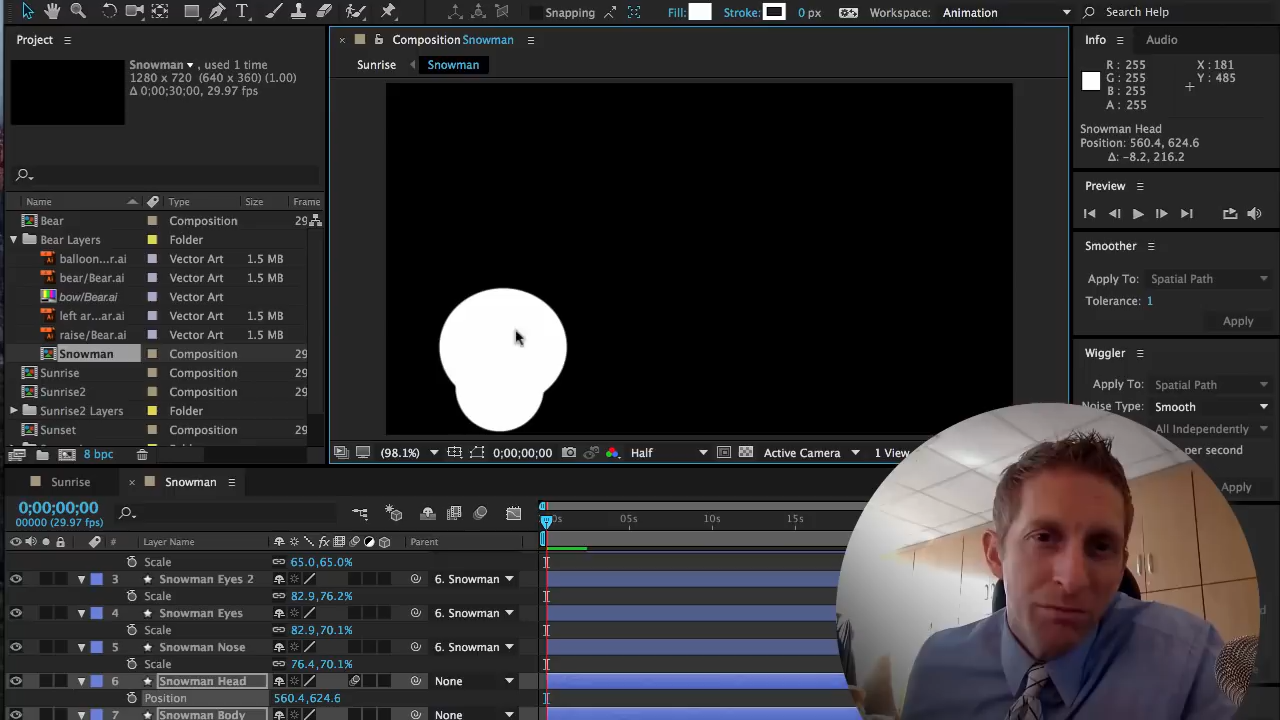 Snapping
Fill:
Stroke:
0 px
Workspace:
Animation
Search Help
Project
Snowman, used 1 time
1280 x 720 (640 x 360) (1.00)
Δ 0;00;30;00, 29.97 fps
Name
Type
Size
Frame
Bear
Composition
29
Bear Layers
Folder
balloon...r.ai
Vector Art
1.5 MB
bear/Bear.ai
Vector Art
1.5 MB
bow/Bear.ai
Vector Art
left ar...ar.ai
Vector Art
1.5 MB
raise/Bear.ai
Vector Art
1.5 MB
Snowman
Composition
29
Sunrise
Composition
29
Sunrise2
Composition
29
Sunrise2 Layers
Folder
Sunset
Composition
29
8 bpc
Composition Snowman
Sunrise
Snowman
(98.1%)
0;00;00;00
Half
Active Camera
1 View
Info
Audio
R : 255
G : 255
B : 255
A : 255
X : 181
Y : 485
Snowman Head
Position: 560.4, 624.6
Δ: -8.2, 216.2
Preview
Smoother
Apply To:
Spatial Path
Tolerance: 1
Apply
Wiggler
Apply To:
Spatial Path
Noise Type:
Smooth
All Independently
per second
Apply
Sunrise
Snowman
0;00;00;00
00000 (29.97 fps)
#
Layer Name
Parent
0s
05s
10s
15s
Scale
65.0,65.0%
3
Snowman Eyes 2
6. Snowman
Scale
82.9,76.2%
4
Snowman Eyes
6. Snowman
Scale
82.9,70.1%
5
Snowman Nose
6. Snowman
Scale
76.4,70.1%
6
Snowman Head
None
Position
560.4,624.6
7
Snowman Body
None